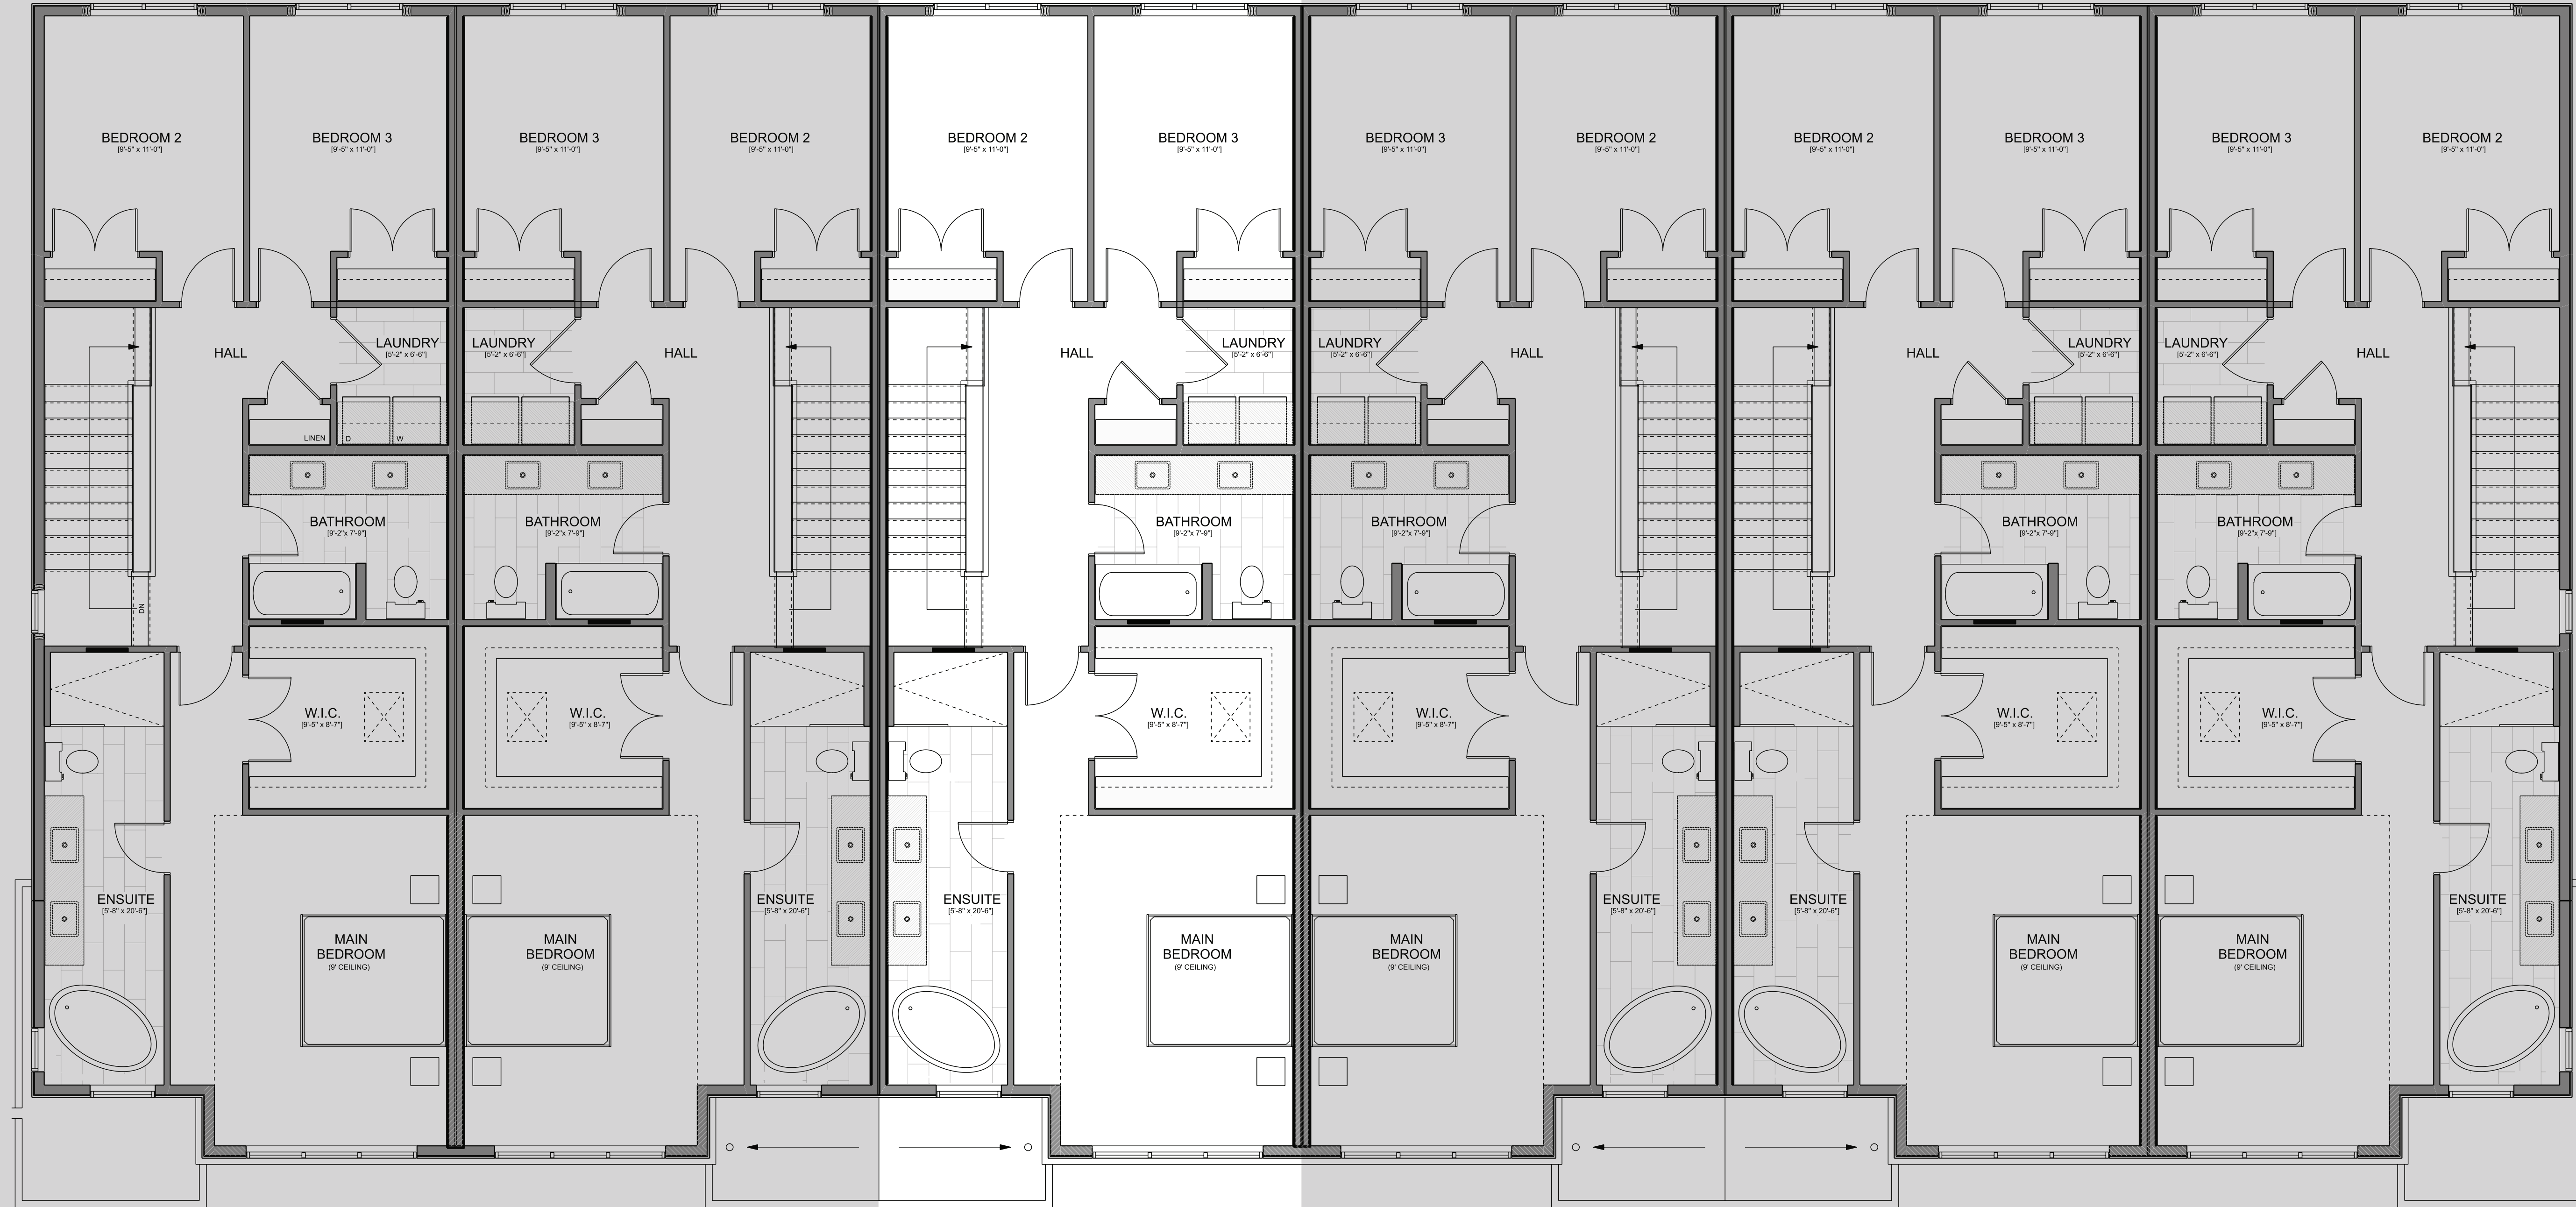 BEDROOM 2
[9'-5" x 11'-0"]
BEDROOM 3
[9'-5" x 11'-0"]
BEDROOM 3
[9'-5" x 11'-0"]
BEDROOM 2
[9'-5" x 11'-0"]
BEDROOM 2
[9'-5" x 11'-0"]
BEDROOM 3
[9'-5" x 11'-0"]
BEDROOM 3
[9'-5" x 11'-0"]
BEDROOM 2
[9'-5" x 11'-0"]
BEDROOM 2
[9'-5" x 11'-0"]
BEDROOM 3
[9'-5" x 11'-0"]
BEDROOM 3
[9'-5" x 11'-0"]
BEDROOM 2
[9'-5" x 11'-0"]
HALL
LAUNDRY
[5'-2" x 6'-6"]
LAUNDRY
[5'-2" x 6'-6"]
HALL
HALL
LAUNDRY
[5'-2" x 6'-6"]
LAUNDRY
[5'-2" x 6'-6"]
HALL
HALL
LAUNDRY
[5'-2" x 6'-6"]
LAUNDRY
[5'-2" x 6'-6"]
HALL
LINEN
D
W
BATHROOM
[9'-2"x 7'-9"]
BATHROOM
[9'-2"x 7'-9"]
BATHROOM
[9'-2"x 7'-9"]
BATHROOM
[9'-2"x 7'-9"]
BATHROOM
[9'-2"x 7'-9"]
BATHROOM
[9'-2"x 7'-9"]
DN
W.I.C.
[9'-5" x 8'-7"]
W.I.C.
[9'-5" x 8'-7"]
W.I.C.
[9'-5" x 8'-7"]
W.I.C.
[9'-5" x 8'-7"]
W.I.C.
[9'-5" x 8'-7"]
W.I.C.
[9'-5" x 8'-7"]
ENSUITE
[5'-8" x 20'-6"]
MAIN
BEDROOM
(9' CEILING)
MAIN
BEDROOM
(9' CEILING)
ENSUITE
[5'-8" x 20'-6"]
ENSUITE
[5'-8" x 20'-6"]
MAIN
BEDROOM
(9' CEILING)
MAIN
BEDROOM
(9' CEILING)
ENSUITE
[5'-8" x 20'-6"]
ENSUITE
[5'-8" x 20'-6"]
MAIN
BEDROOM
(9' CEILING)
MAIN
BEDROOM
(9' CEILING)
ENSUITE
[5'-8" x 20'-6"]